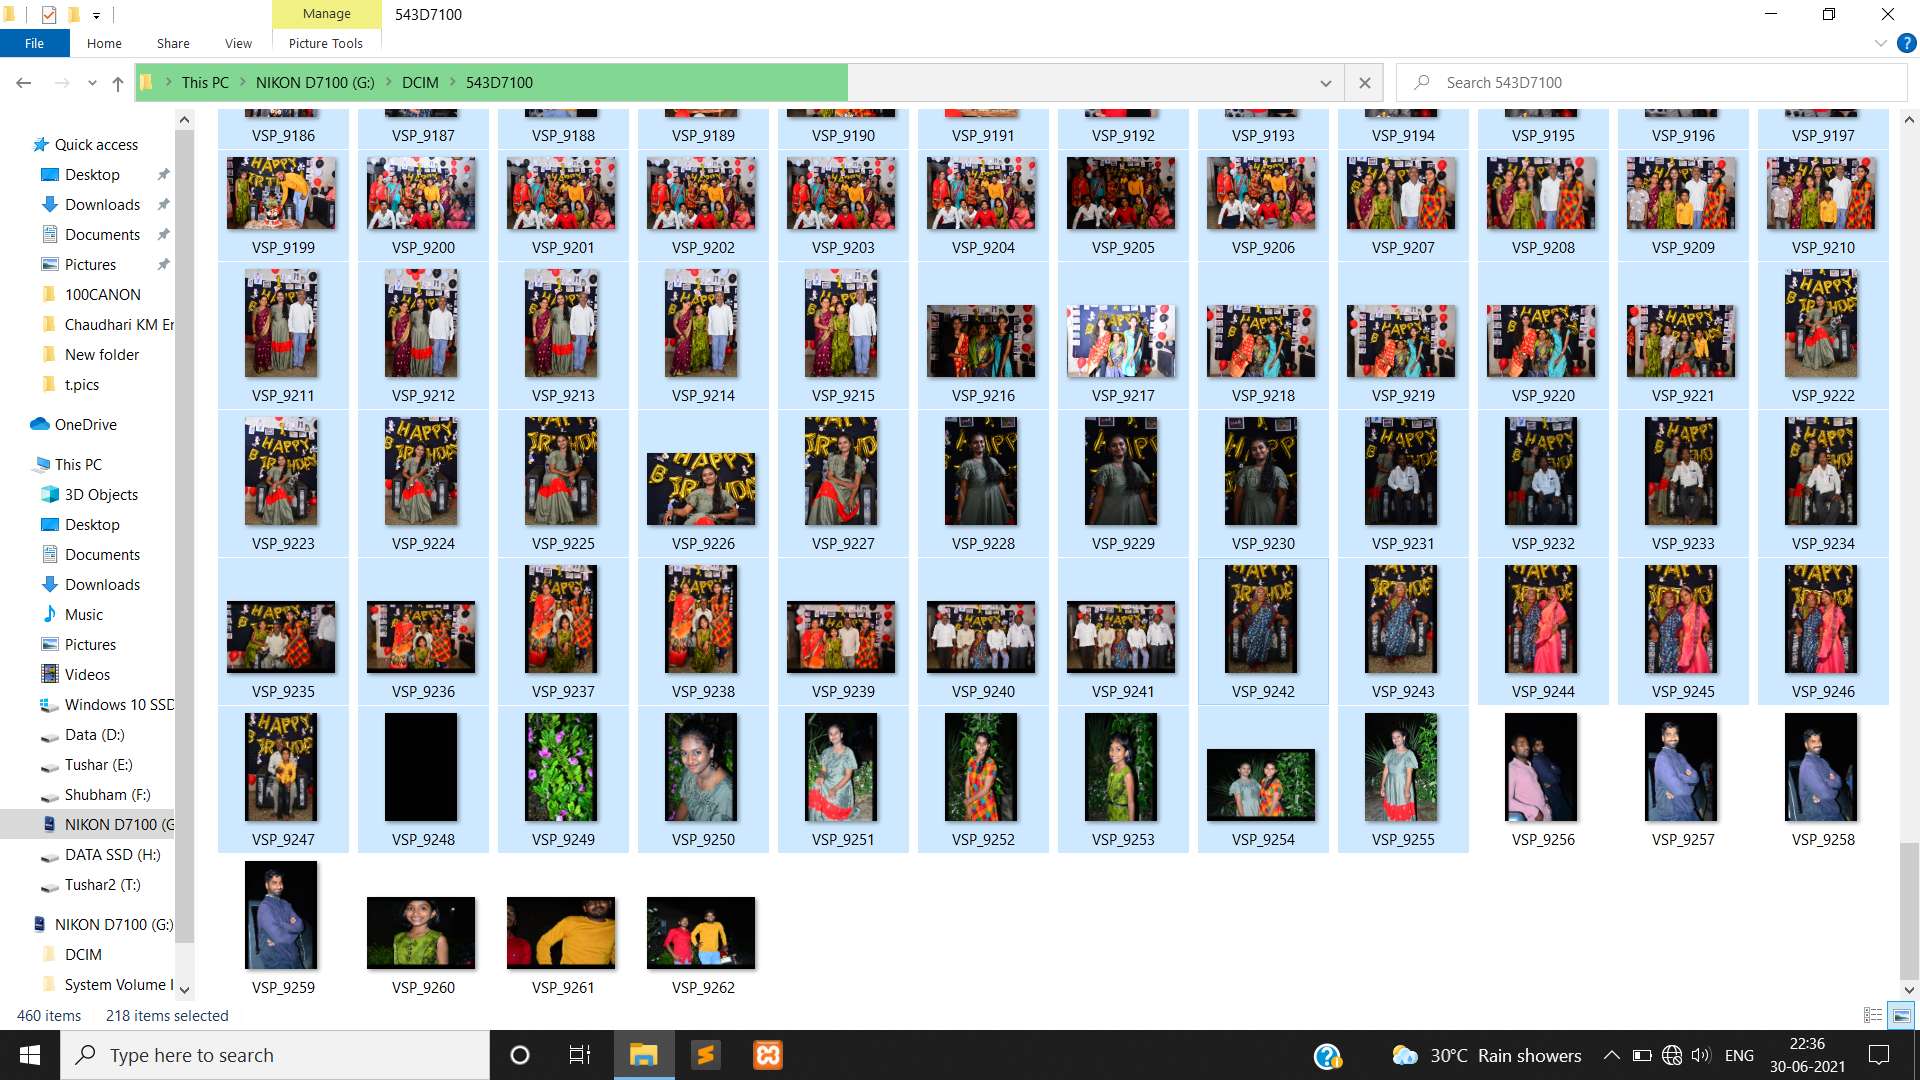 Manage
543D7100
File
Home
Share
View
Picture Tools
This PC
NIKON D7100 (G:)
DCIM
543D7100
Search 543D7100
Quick access
Desktop
Downloads
Documents
Pictures
100CANON
Chaudhari KM Er
New folder
t.pics
OneDrive
This PC
3D Objects
Desktop
Documents
Downloads
Music
Pictures
Videos
Windows 10 SSD
Data (D:)
Tushar (E:)
Shubham (F:)
NIKON D7100 (G
DATA SSD (H:)
Tushar2 (T:)
NIKON D7100 (G:)
DCIM
System Volume I
VSP_9186 VSP_9187 VSP_9188 VSP_9189 VSP_9190 VSP_9191 VSP_9192 VSP_9193 VSP_9194 VSP_9195 VSP_9196 VSP_9197
VSP_9199 VSP_9200 VSP_9201 VSP_9202 VSP_9203 VSP_9204 VSP_9205 VSP_9206 VSP_9207 VSP_9208 VSP_9209 VSP_9210
VSP_9211 VSP_9212 VSP_9213 VSP_9214 VSP_9215 VSP_9216 VSP_9217 VSP_9218 VSP_9219 VSP_9220 VSP_9221 VSP_9222
VSP_9223 VSP_9224 VSP_9225 VSP_9226 VSP_9227 VSP_9228 VSP_9229 VSP_9230 VSP_9231 VSP_9232 VSP_9233 VSP_9234
VSP_9235 VSP_9236 VSP_9237 VSP_9238 VSP_9239 VSP_9240 VSP_9241 VSP_9242 VSP_9243 VSP_9244 VSP_9245 VSP_9246
VSP_9247 VSP_9248 VSP_9249 VSP_9250 VSP_9251 VSP_9252 VSP_9253 VSP_9254 VSP_9255 VSP_9256 VSP_9257 VSP_9258
VSP_9259 VSP_9260 VSP_9261 VSP_9262
460 items
218 items selected
Type here to search
30°C Rain showers
ENG
22:36
30-06-2021